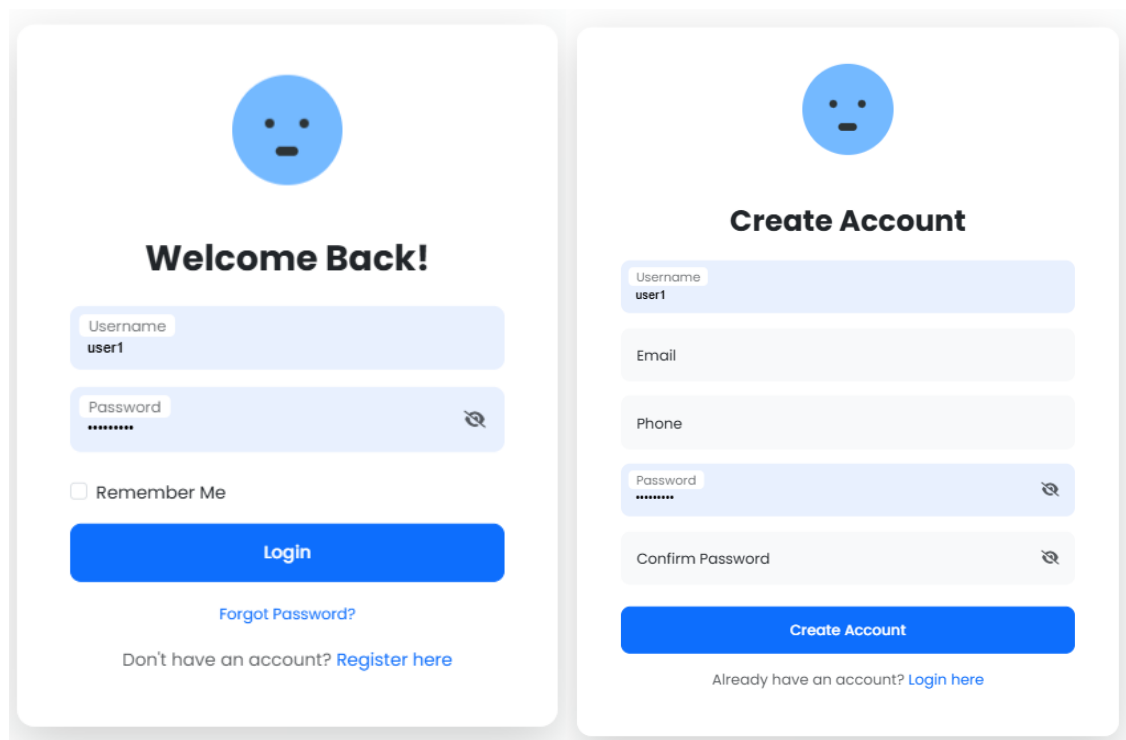 Welcome Back!
Username
user1
Password
•••••••••
Remember Me
Login
Forgot Password?
Don't have an account? Register here
Create Account
Username
user1
Email
Phone
Password
•••••••••
Confirm Password
Create Account
Already have an account? Login here